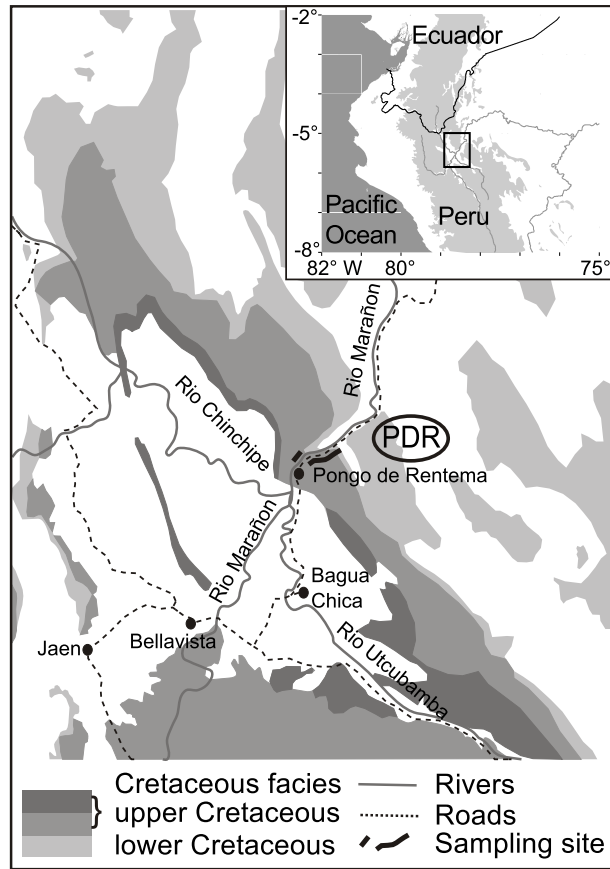 -2°
Ecuador
-5°
Pacific
Ocean
Peru
-8°
82° W 80° 75°
Rio Marañon
Rio Chinchipe
PDR
Pongo de Rentema
Rio Marañon
Bagua
Chica
Bellavista
Jaen
Rio Utcubamba
Cretaceous facies
upper Cretaceous
lower Cretaceous
Rivers
Roads
Sampling site